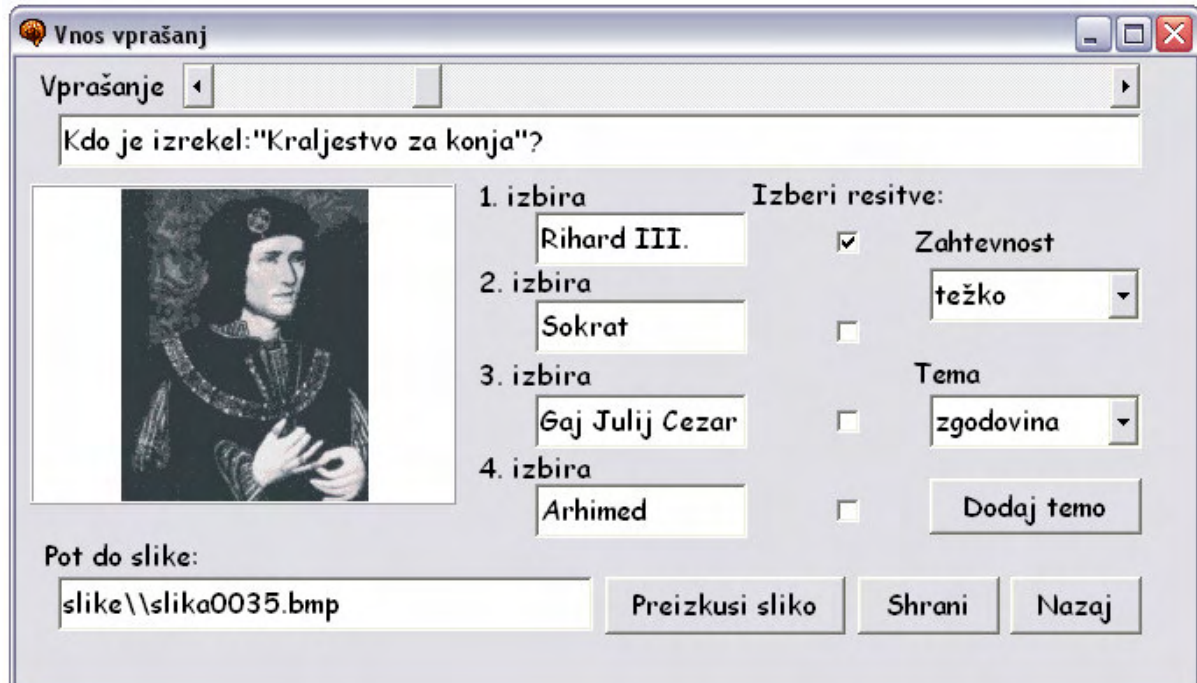 Vnos vprašanj
Vprašanje
Kdo je izrekel:"Kraljestvo za konja"?
1. izbira
Izberi resitve:
Rihard III.
Zahtevnost
2. izbira
težko
Sokrat
3. izbira
Tema
Gaj Julij Cezar
zgodovina
4. izbira
Arhimed
Dodaj temo
Pot do slike:
slike\\slika0035.bmp
Preizkusi sliko
Shrani
Nazaj